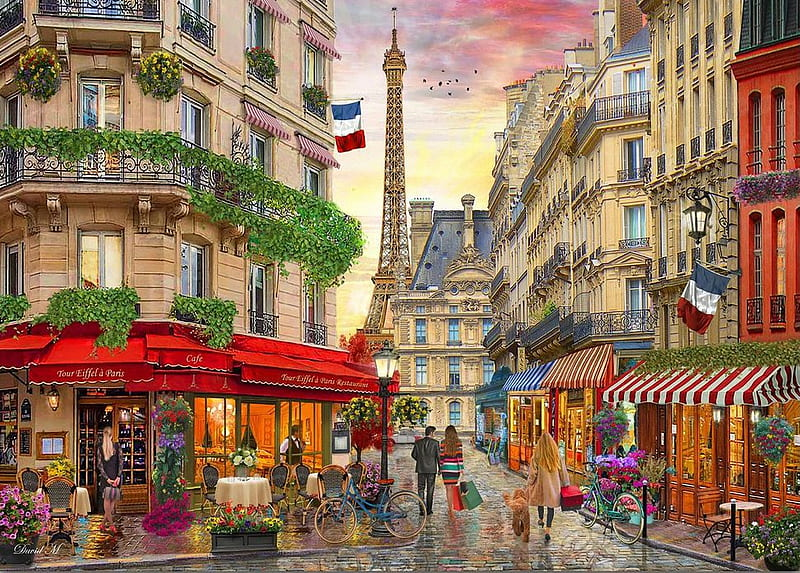 Cafe
Tour Eiffel à Paris
Tour Eiffel à Paris Restaurant
David M